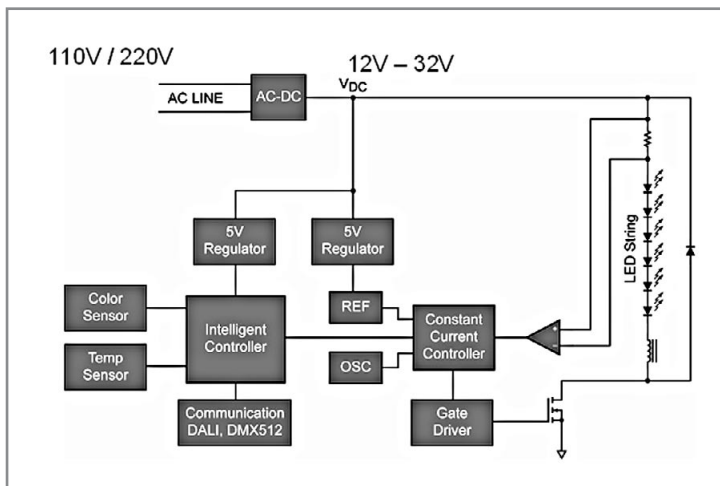 110V / 220V
12V – 32V
VDC
AC LINE
AC-DC
5V
Regulator
5V
Regulator
Color
Sensor
Temp
Sensor
Intelligent
Controller
REF
OSC
Constant
Current
Controller
+
–
LED String
Communication
DALI, DMX512
Gate
Driver